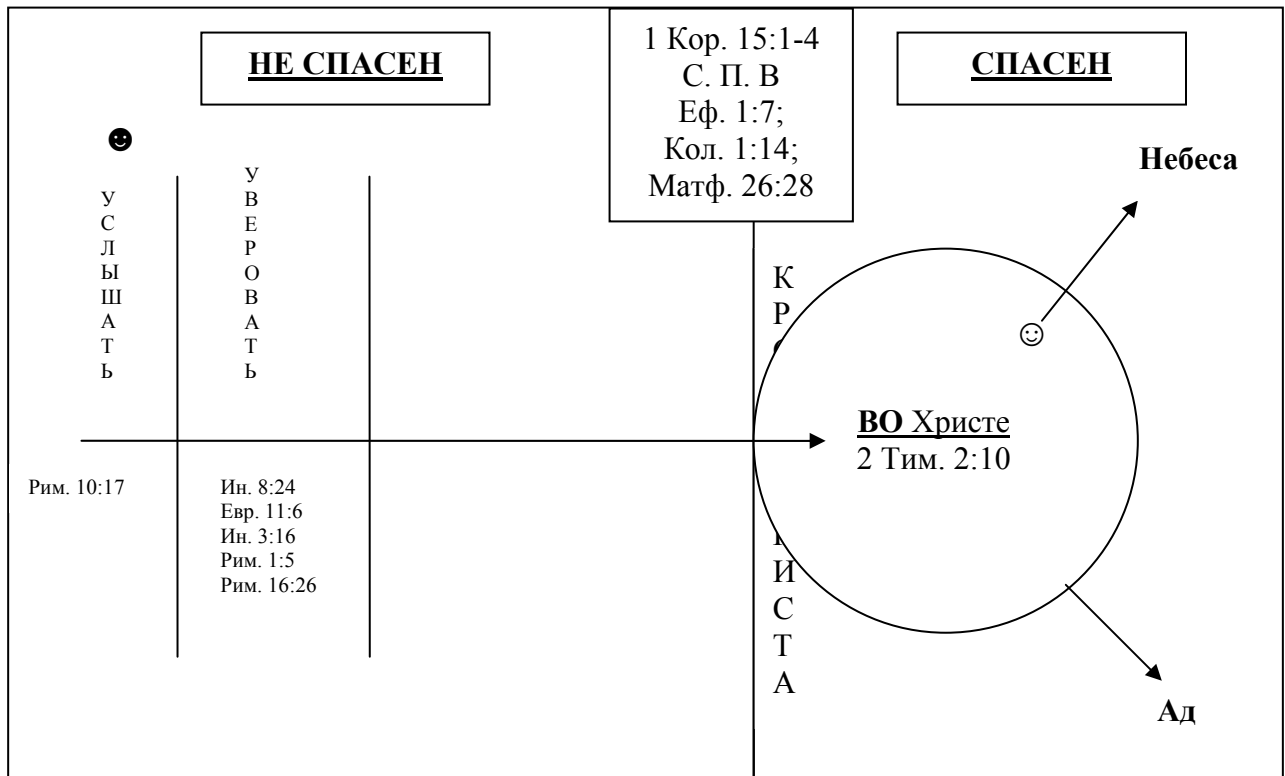 НЕ СПАСЕН
1 Кор. 15:1-4
С. П. В
Еф. 1:7;
Кол. 1:14;
Матф. 26:28
СПАСЕН
Небеса
УСЛЫШАТЬ
УВЕРОВАТЬ
ВО Христе
2 Тим. 2:10
Рим. 10:17
Ин. 8:24
Евр. 11:6
Ин. 3:16
Рим. 1:5
Рим. 16:26
Ад